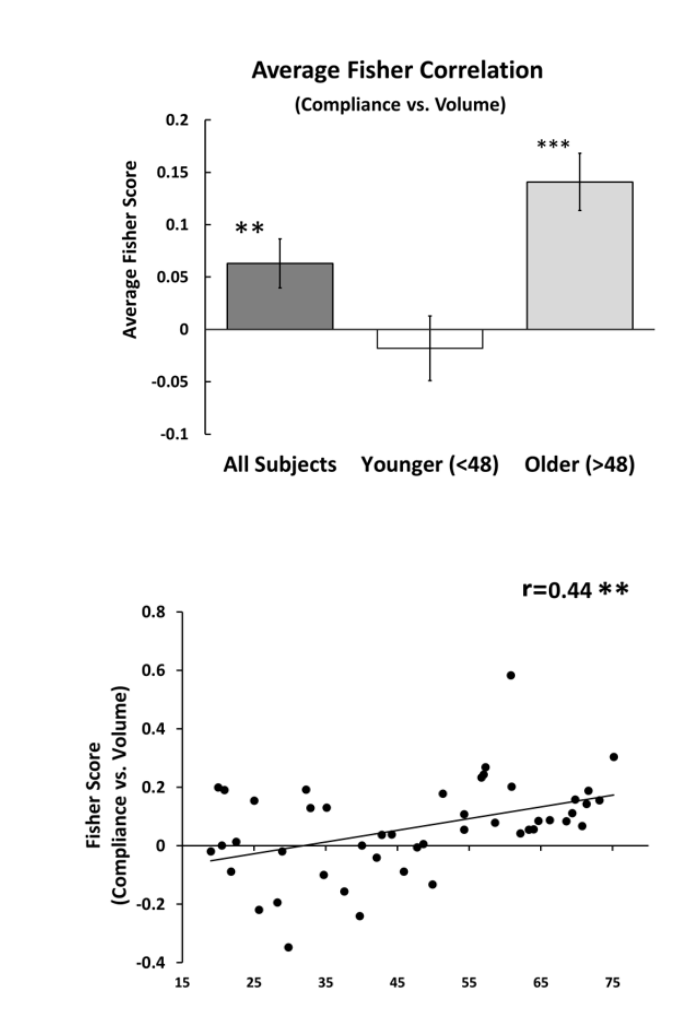 Average Fisher Correlation
(Compliance vs. Volume)
Average Fisher Score
0.2
0.15
0.1
0.05
0
-0.05
-0.1
**
***
All Subjects Younger (<48) Older (>48)
r=0.44 **
Fisher Score
(Compliance vs. Volume)
0.8
0.6
0.4
0.2
0
-0.2
-0.4
15 25 35 45 55 65 75